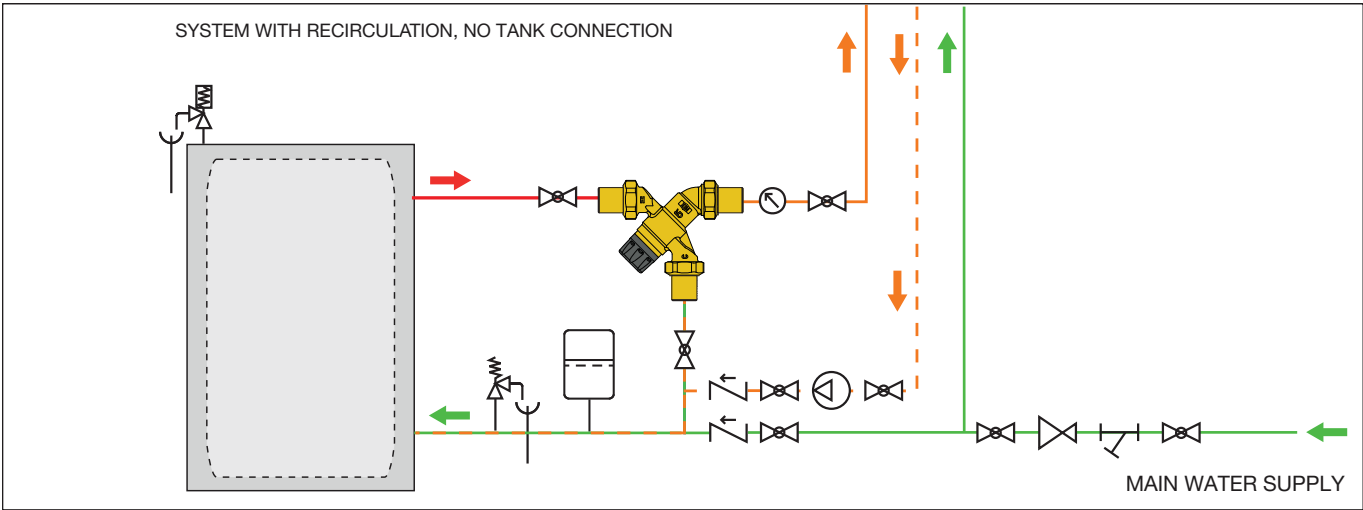 SYSTEM WITH RECIRCULATION, NO TANK CONNECTION
MAIN WATER SUPPLY